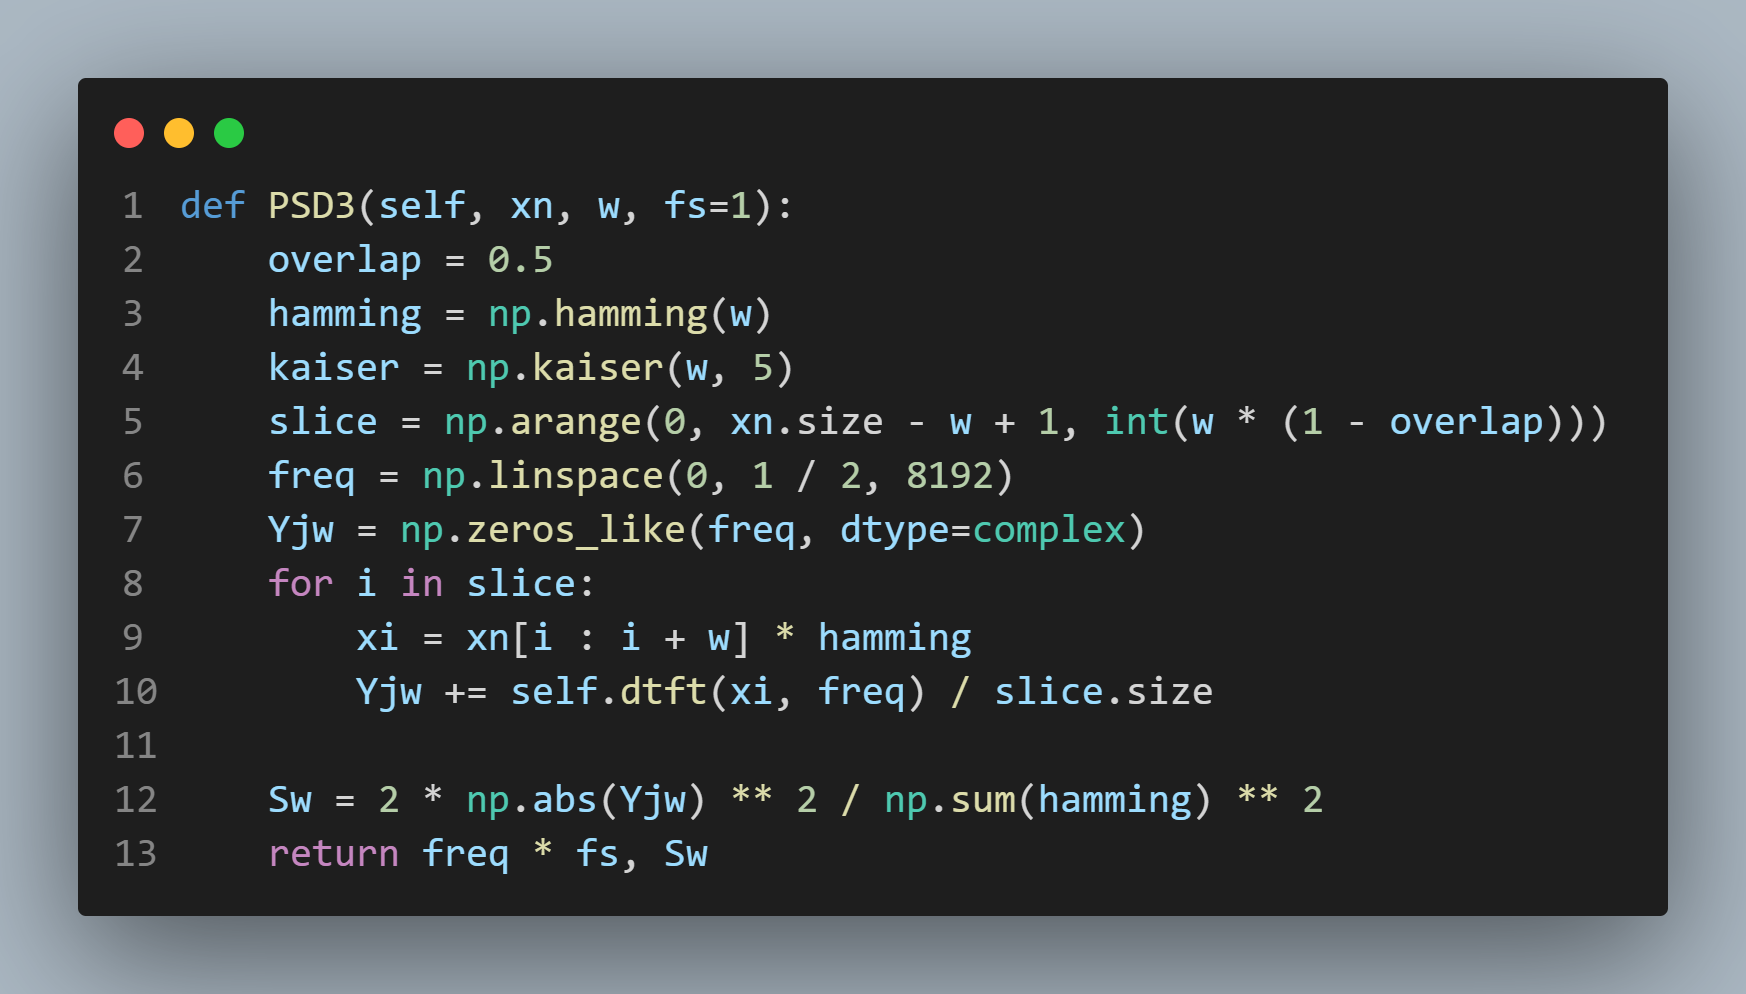 1 def PSD3(self, xn, w, fs=1):
2     overlap = 0.5
3     hamming = np.hamming(w)
4     kaiser = np.kaiser(w, 5)
5     slice = np.arange(0, xn.size - w + 1, int(w * (1 - overlap)))
6     freq = np.linspace(0, 1 / 2, 8192)
7     Yjw = np.zeros_like(freq, dtype=complex)
8     for i in slice:
9         xi = xn[i : i + w] * hamming
10         Yjw += self.dtft(xi, freq) / slice.size
11
12     Sw = 2 * np.abs(Yjw) ** 2 / np.sum(hamming) ** 2
13     return freq * fs, Sw